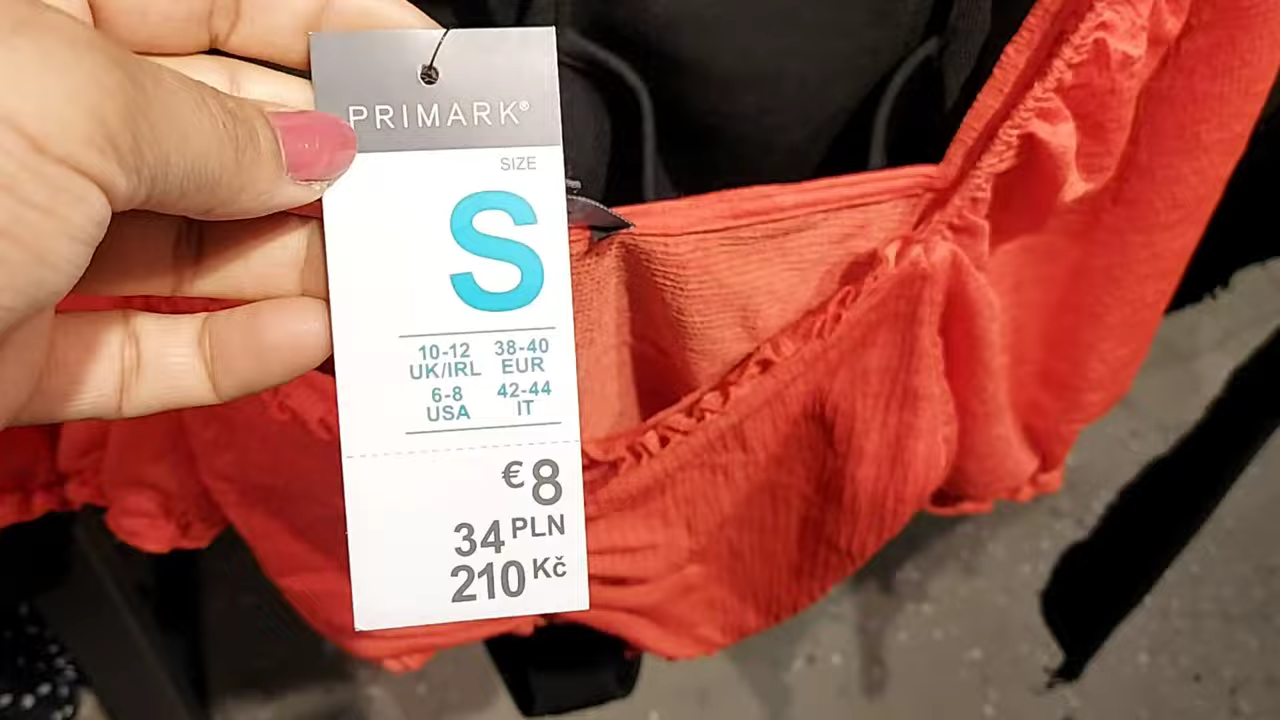 PRIMARK®
SIZE
S
10-12 38-40
UK/IRL EUR
6-8 42-44
USA IT
€8
34 PLN
210 Kč